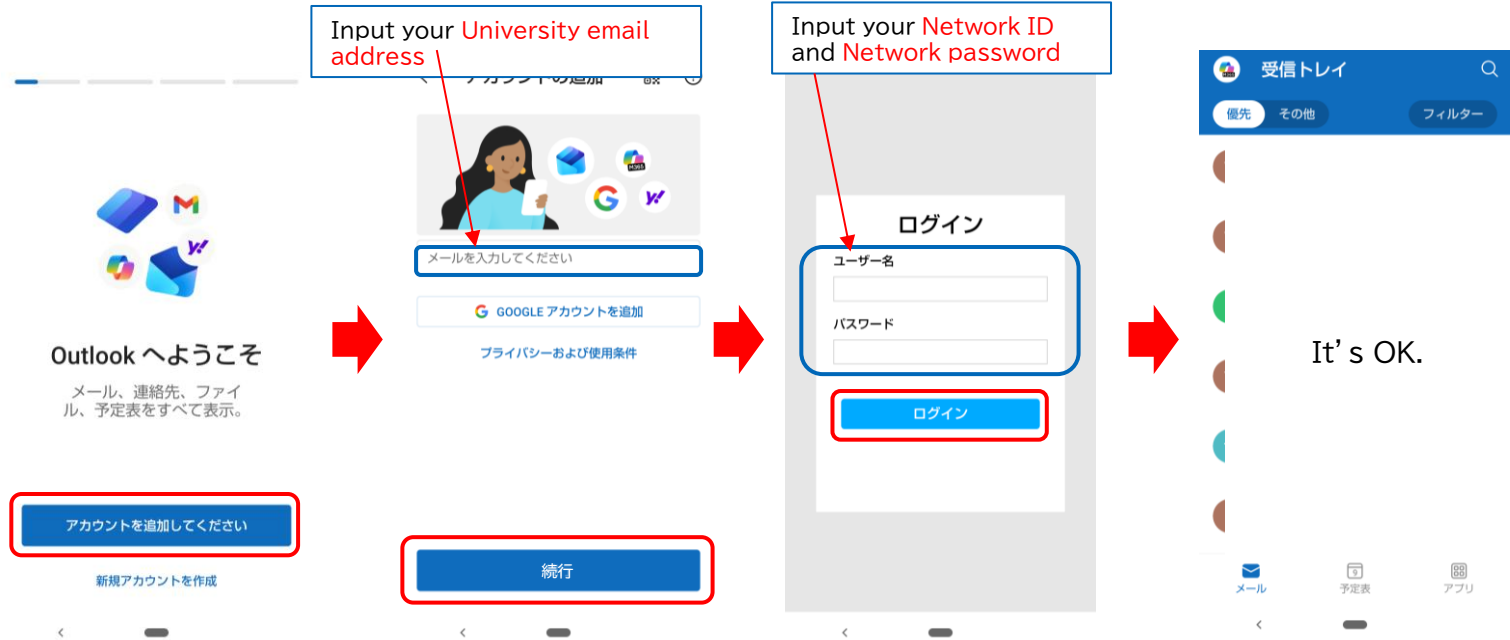 Outlook へようこそ
メール、連絡先、ファイ
ル、予定表をすべて表示。
アカウントを追加してください
新規アカウントを作成
Input your University email
address
アカウントの追加
メールを入力してください
GOOGLE アカウントを追加
プライバシーおよび使用条件
続行
Input your Network ID
and Network password
ログイン
ユーザー名
パスワード
ログイン
受信トレイ
優先 その他 フィルター
It's OK.
メール 予定表 アプリ